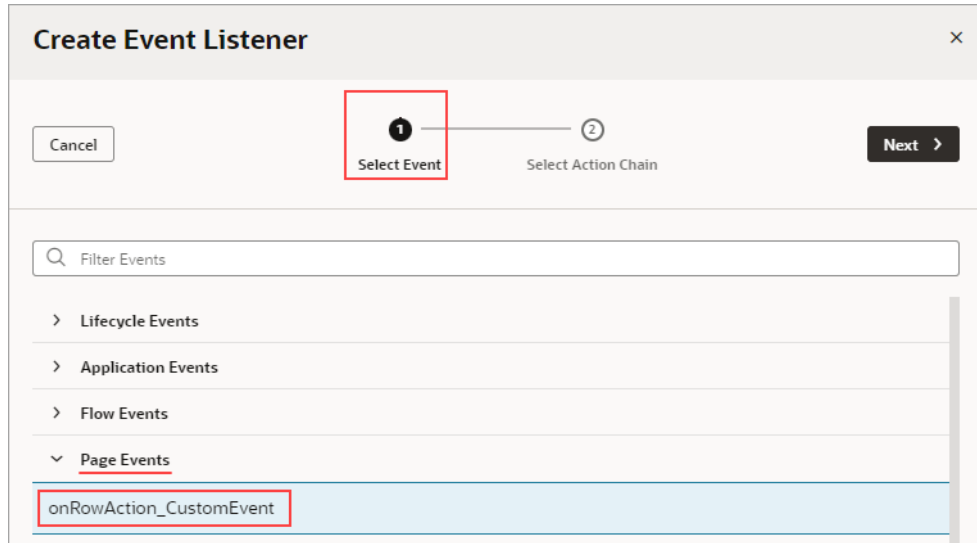 Create Event Listener
×
Cancel
1
2
Next
Select Event
Select Action Chain
Filter Events
Lifecycle Events
Application Events
Flow Events
Page Events
onRowAction_CustomEvent